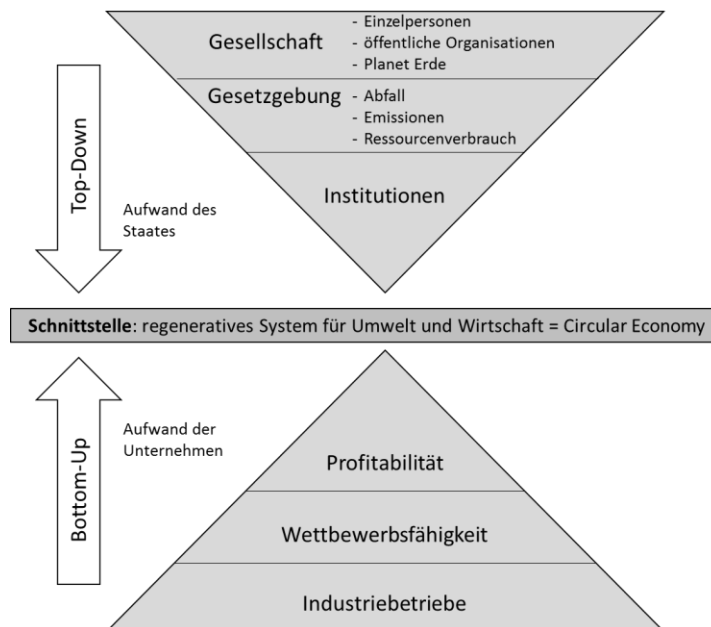 Gesellschaft
- Einzelpersonen
- öffentliche Organisationen
- Planet Erde
Gesetzgebung
- Abfall
- Emissionen
- Ressourcenverbrauch
Institutionen
Top-Down
Aufwand des
Staates
Schnittstelle: regeneratives System für Umwelt und Wirtschaft = Circular Economy
Bottom-Up
Aufwand der
Unternehmen
Profitabilität
Wettbewerbsfähigkeit
Industriebetriebe